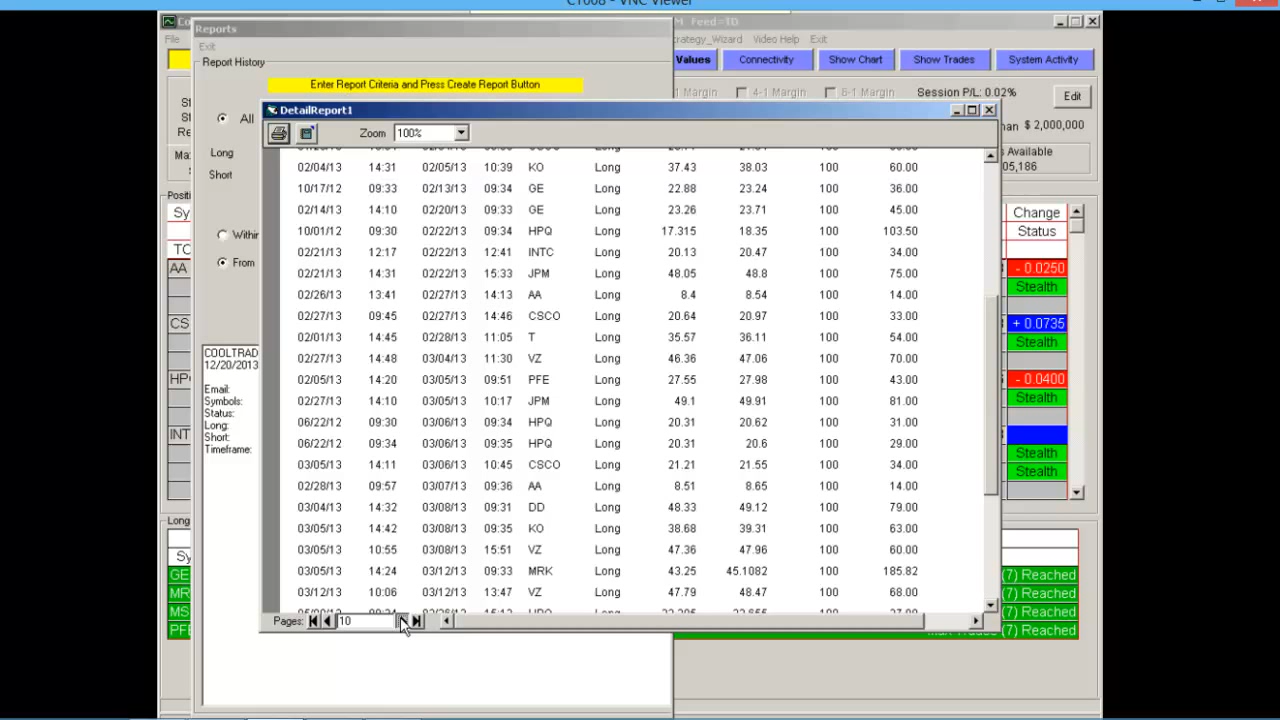 CT068 - VNC Viewer
Reports
Feed=TD
File
Exit
Strategy_Wizard Video Help Exit
Report History
Values Connectivity Show Chart Show Trades System Activity
Enter Report Criteria and Press Create Report Button
Margin 4-1 Margin 8-1 Margin Session P/L: 0.02% Edit
DetailReport1
All
$ 2,000,000
Zoom 100%
Long
Available
05,186
Short
02/04/13 14:31 02/05/13 10:39 KO Long 37.43 38.03 100 60.00
10/17/12 09:33 02/13/13 09:34 GE Long 22.88 23.24 100 36.00
02/14/13 14:10 02/20/13 09:33 GE Long 23.26 23.71 100 45.00
Change
10/01/12 09:30 02/22/13 09:34 HPQ Long 17.315 18.35 100 103.50
Status
02/21/13 12:17 02/22/13 12:41 INTC Long 20.13 20.47 100 34.00
From
02/21/13 14:31 02/22/13 15:33 JPM Long 48.05 48.8 100 75.00
AA
- 0.0250
Stealth
02/26/13 13:41 02/27/13 14:13 AA Long 8.4 8.54 100 14.00
02/27/13 09:45 02/27/13 14:46 CSCO Long 20.64 20.97 100 33.00
CS
+ 0.0735
02/01/13 14:45 02/28/13 11:05 T Long 35.57 36.11 100 54.00
Stealth
COOLTRAD
02/27/13 14:48 03/04/13 11:30 VZ Long 46.36 47.06 100 70.00
12/20/2013
02/05/13 14:20 03/05/13 09:51 PFE Long 27.55 27.98 100 43.00
- 0.0400
Email:
Symbols:
02/27/13 14:10 03/05/13 10:17 JPM Long 49.1 49.91 100 81.00
Stealth
Status:
Long:
06/22/12 09:30 03/06/13 09:34 HPQ Long 20.31 20.62 100 31.00
Short:
06/22/12 09:34 03/06/13 09:35 HPQ Long 20.31 20.6 100 29.00
Timeframe:
Stealth
03/05/13 14:11 03/06/13 10:45 CSCO Long 21.21 21.55 100 34.00
Stealth
02/28/13 09:57 03/07/13 09:36 AA Long 8.51 8.65 100 14.00
03/04/13 14:32 03/08/13 09:31 DD Long 48.33 49.12 100 79.00
Long
03/05/13 14:42 03/08/13 09:35 KO Long 38.68 39.31 100 63.00
03/05/13 10:55 03/08/13 15:51 VZ Long 47.36 47.96 100 60.00
03/05/13 14:24 03/12/13 09:33 MRK Long 43.25 45.1082 100 185.82
GE
(7) Reached
03/12/13 10:06 03/12/13 13:47 VZ Long 47.79 48.47 100 68.00
MR
(7) Reached
MS
(7) Reached
Pages: 10
PFE
Max Trades (7) Reached